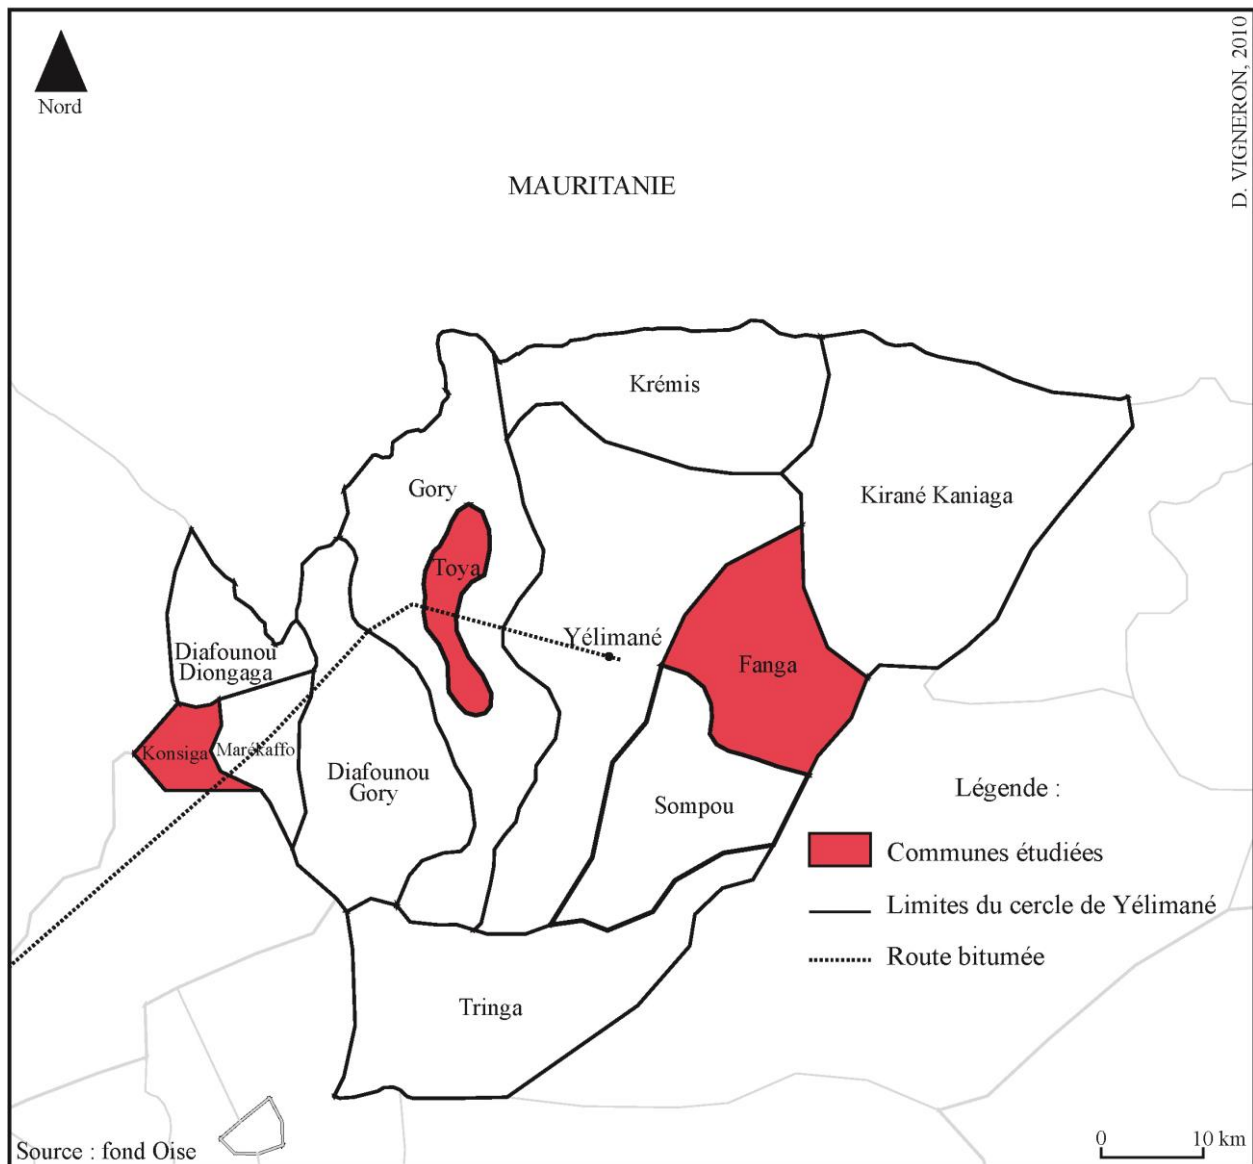 D. VIGNERON, 2010
Nord
MAURITANIE
Krémis
Kirané Kaniaga
Gory
Toya
Yélimané
Fanga
Diafounou
Diongaga
Konsiga
Marékaffo
Diafounou
Gory
Sompou
Tringa
Légende :
Communes étudiées
Limites du cercle de Yélimané
Route bitumée
Source : fond Oise
0 10 km